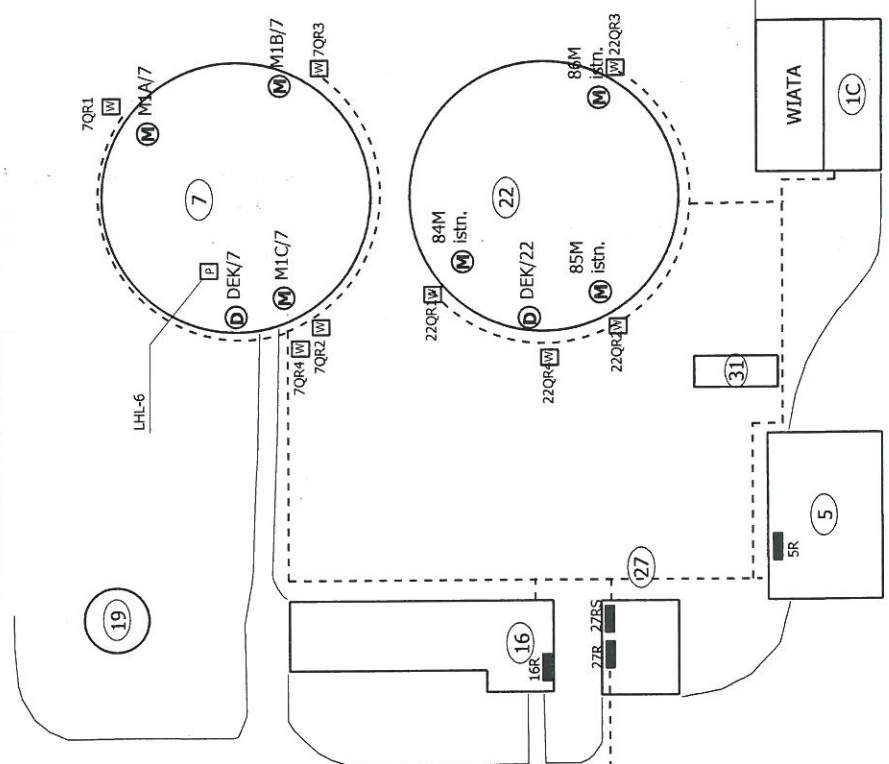 7QR1
W
M1A/7
M
M1B/7
M
W
7QR3
7
P
DEK/7
D
M1C/7
M
7QR4
W
W
7QR2
LHL-6
86M
istn.
M
W
22QR3
22
84M
istn.
M
22QR1
W
DEK/22
D
85M
istn.
M
22QR4
W
22QR2
W
WIATA
1C
31
5
5R
19
16
16R
27
27R
27RS